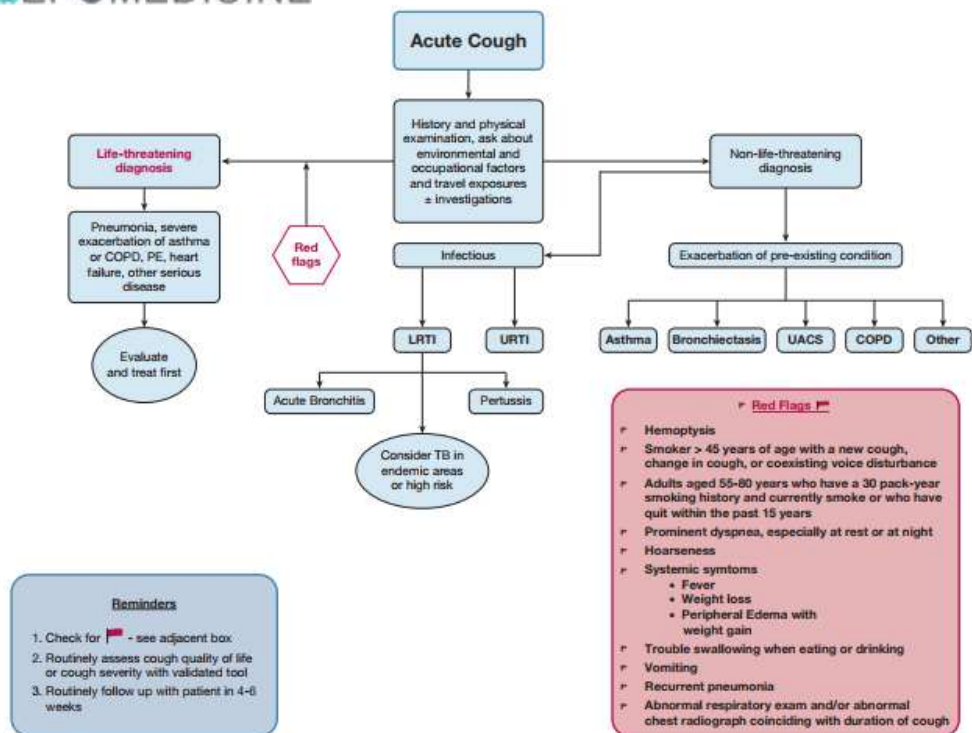 Acute Cough
History and physical
examination, ask about
environmental and
occupational factors
and travel exposures
± investigations
Life-threatening
diagnosis
Non-life-threatening
diagnosis
Pneumonia, severe
exacerbation of asthma
or COPD, PE, heart
failure, other serious
disease
Red
flags
Infectious
Exacerbation of pre-existing condition
Evaluate
and treat first
LRTI
URTI
Asthma
Bronchiectasis
UACS
COPD
Other
Acute Bronchitis
Pertussis
Consider TB in
endemic areas
or high risk
Red Flags
Hemoptysis
Smoker > 45 years of age with a new cough,
change in cough, or coexisting voice disturbance
Adults aged 55-80 years who have a 30 pack-year
smoking history and currently smoke or who have
quit within the past 15 years
Prominent dyspnea, especially at rest or at night
Hoarseness
Systemic symtoms
• Fever
• Weight loss
• Peripheral Edema with
weight gain
Trouble swallowing when eating or drinking
Vomiting
Recurrent pneumonia
Abnormal respiratory exam and/or abnormal
chest radiograph coinciding with duration of cough
Reminders
1. Check for - see adjacent box
2. Routinely assess cough quality of life
or cough severity with validated tool
3. Routinely follow up with patient in 4-6
weeks